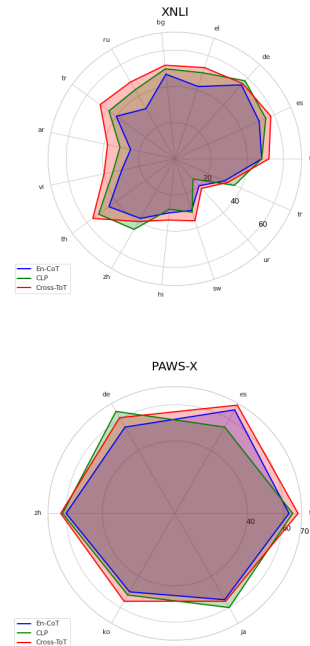 XNLI
bg
el
ru
de
tr
es
ar
vi
20
40
tr
60
th
ur
zh
sw
hi
En-CoT
CLP
Cross-ToT
PAWS-X
de
es
zh
40
60
70
ko
ja
En-CoT
CLP
Cross-ToT